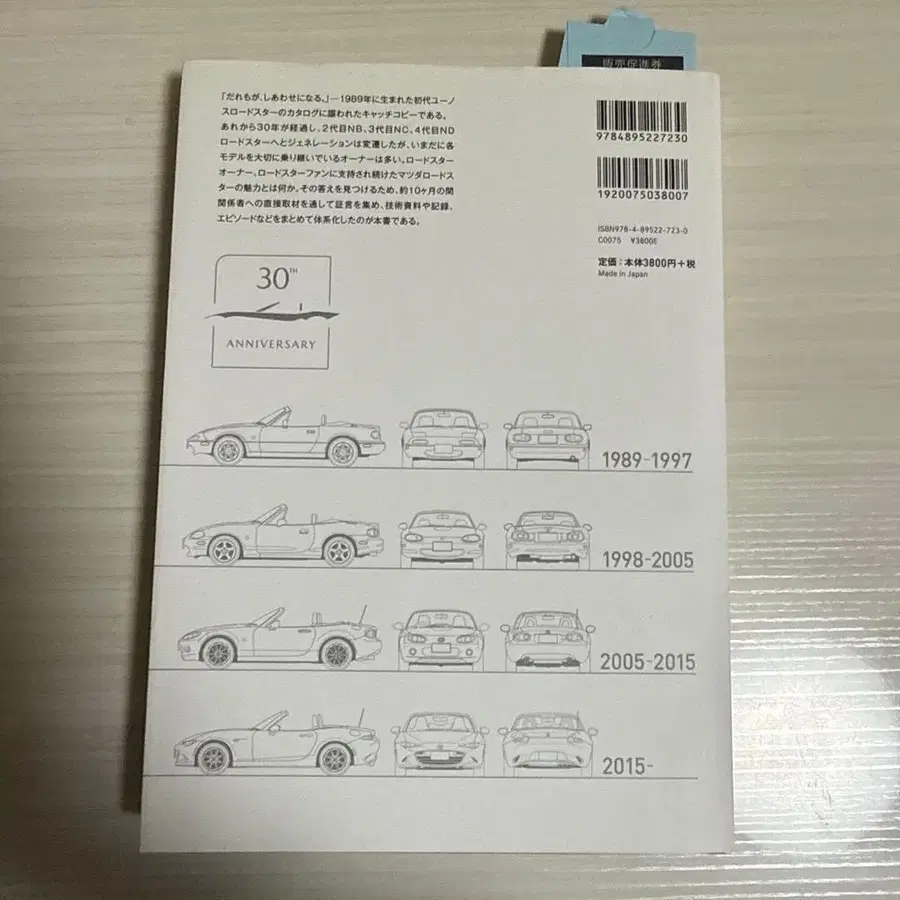 販売促進券
「だれもが、しあわせになる。」―1989年に生まれた初代ユーノ
スロードスターのカタログに謳われたキャッチコピーである。
あれから30年が経過し、2代目NB、3代目NC、4代目ND
ロードスターへとジェネレーションは変遷したが、いまだに各
モデルを大切に乗り継いでいるオーナーは多い。ロードスター
オーナー、ロードスターファンに支持され続けたマツダロードス
ターの魅力とは何か。その答えを見つけるため、約10ヶ月の間
関係者への直接取材を通して証言を集め、技術資料や記録、
エピソードなどをまとめて体系化したのが本書である。
9784895227230
1920075038007
ISBN978-4-89522-723-0
C0075 ¥3800E
定価：本体3800円＋税
Made in Japan
30TH
ANNIVERSARY
1989-1997
1998-2005
2005-2015
2015-